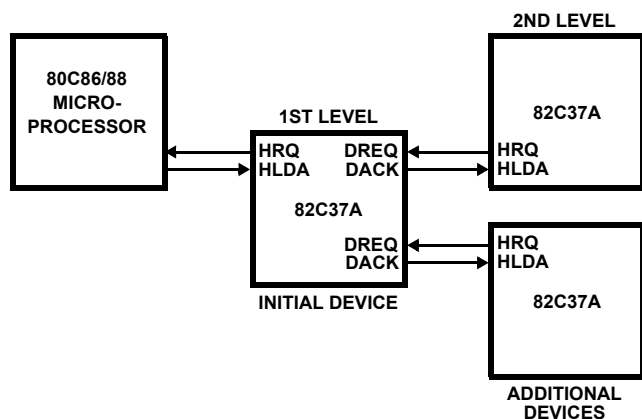 2ND LEVEL
80C86/88
MICRO-
PROCESSOR
1ST LEVEL
82C37A
HRQ DREQ
HLDA DACK
HRQ
HLDA
82C37A
DREQ
DACK
HRQ
HLDA
82C37A
INITIAL DEVICE
ADDITIONAL
DEVICES